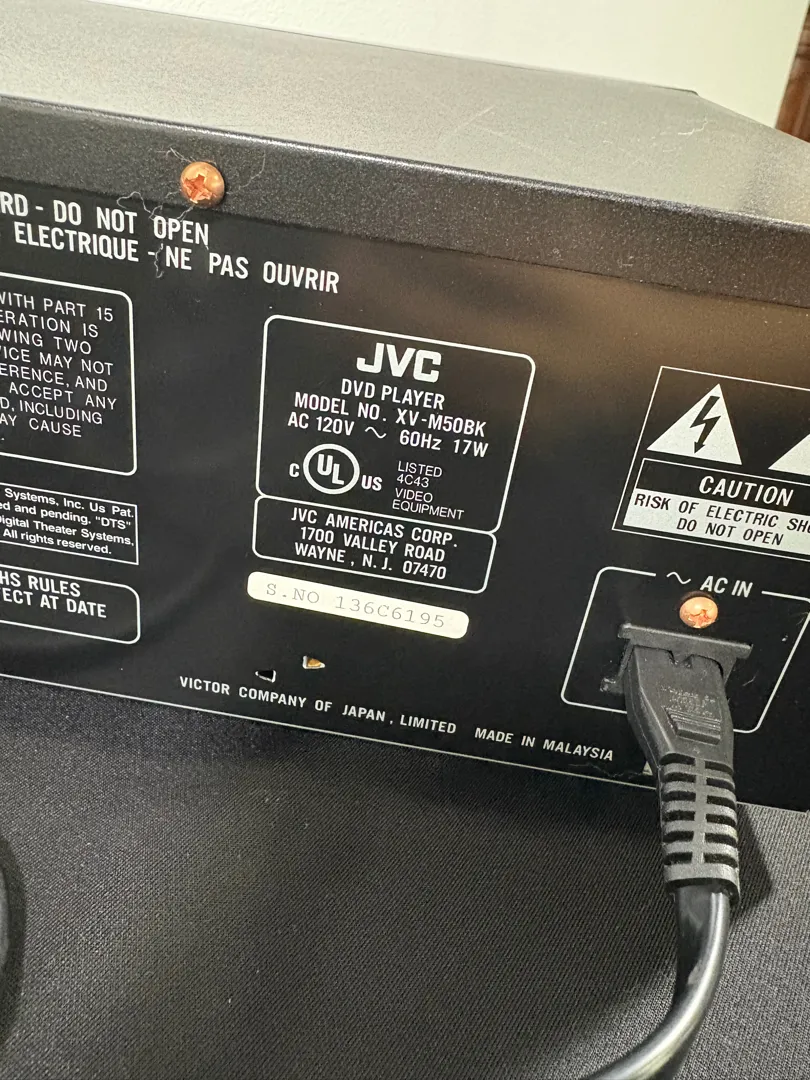 RD - DO NOT OPEN
ELECTRIQUE - NE PAS OUVRIR
WITH PART 15
ERATION IS
WING TWO
VICE MAY NOT
ERENCE, AND
ACCEPT ANY
D, INCLUDING
AY CAUSE
Systems, Inc. Us Pat.
ed and pending. "DTS"
Digital Theater Systems,
All rights reserved.
HS RULES
ECT AT DATE
JVC
DVD PLAYER
MODEL NO. XV-M50BK
AC 120V ~ 60Hz 17W
C UL US
LISTED
4C43
VIDEO
EQUIPMENT
JVC AMERICAS CORP.
1700 VALLEY ROAD
WAYNE, N.J. 07470
S.NO 136C6195
VICTOR COMPANY OF JAPAN, LIMITED MADE IN MALAYSIA
CAUTION
RISK OF ELECTRIC SHO
DO NOT OPEN
~ AC IN